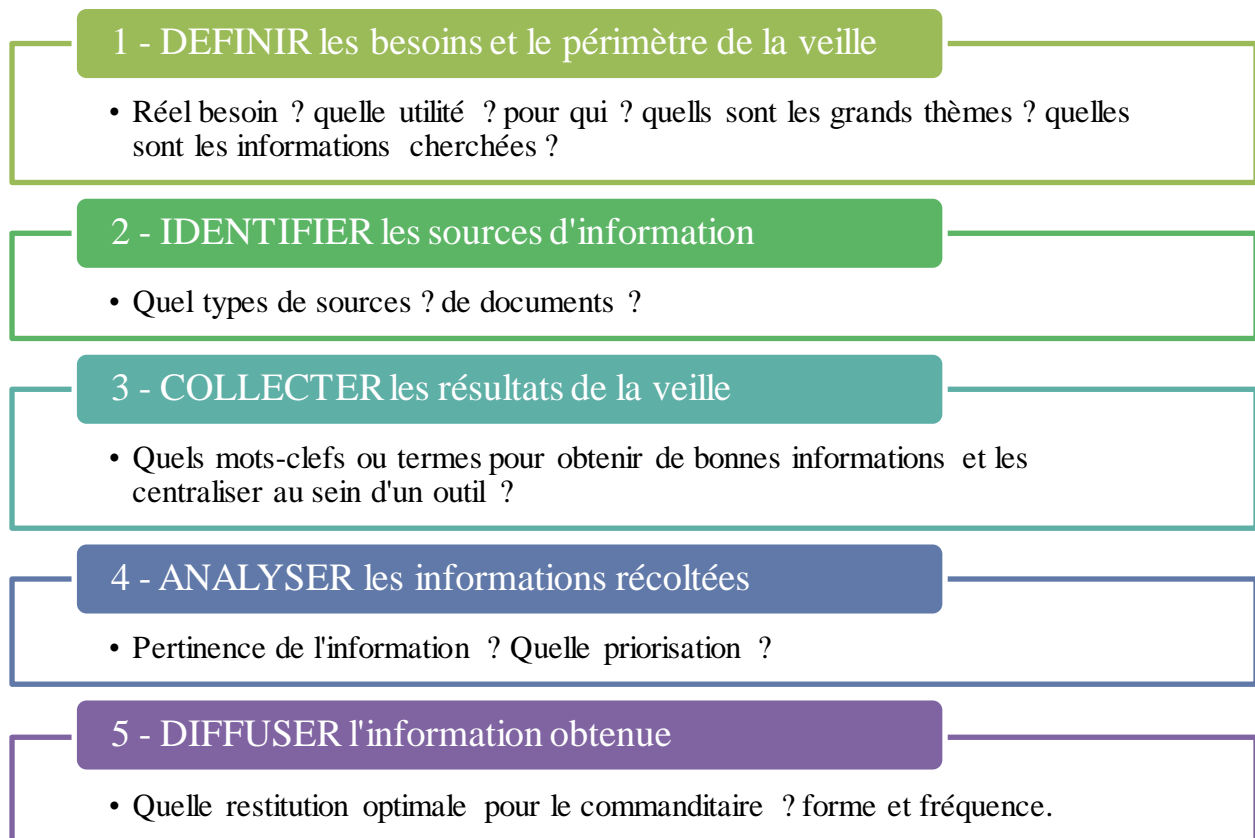 1 - DEFINIR les besoins et le périmètre de la veille
• Réel besoin ? quelle utilité ? pour qui ? quells sont les grands thèmes ? quelles
sont les informations cherchées ?
2 - IDENTIFIER les sources d'information
• Quel types de sources ? de documents ?
3 - COLLECTER les résultats de la veille
• Quels mots-clefs ou termes pour obtenir de bonnes informations et les
centraliser au sein d'un outil ?
4 - ANALYSER les informations récoltées
• Pertinence de l'information ? Quelle priorisation ?
5 - DIFFUSER l'information obtenue
• Quelle restitution optimale pour le commanditaire ? forme et fréquence.